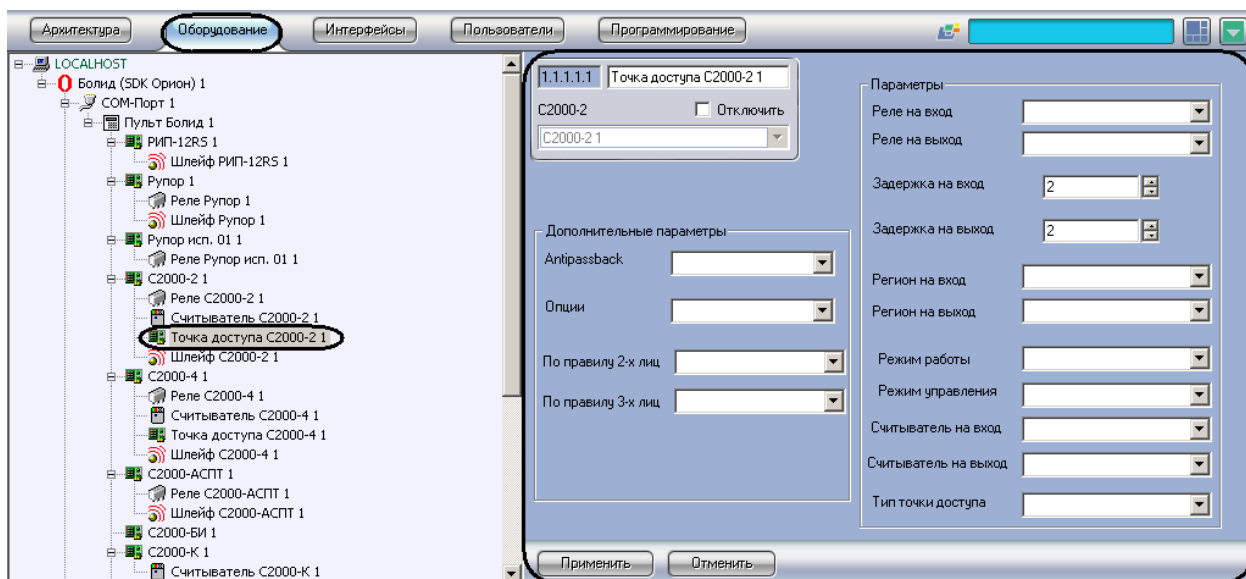 Архитектура Оборудование Интерфейсы Пользователи Программирование
LOCALHOST
Болид (SDK Орион) 1
COM-Порт 1
Пульт Болид 1
РИП-12RS 1
Шлейф РИП-12RS 1
Рупор 1
Реле Рупор 1
Шлейф Рупор 1
Рупор исп. 01 1
Реле Рупор исп. 01 1
С2000-2 1
Реле С2000-2 1
Считыватель С2000-2 1
Точка доступа С2000-2 1
Шлейф С2000-2 1
С2000-4 1
Реле С2000-4 1
Считыватель С2000-4 1
Точка доступа С2000-4 1
Шлейф С2000-4 1
С2000-АСПТ 1
Реле С2000-АСПТ 1
Шлейф С2000-АСПТ 1
С2000-БИ 1
С2000-К 1
Считыватель С2000-К 1
1.1.1.1.1 Точка доступа С2000-2 1
С2000-2 Отключить
С2000-2 1
Дополнительные параметры
Antipassback
Опции
По правилу 2-х лиц
По правилу 3-х лиц
Параметры
Реле на вход
Реле на выход
Задержка на вход 2
Задержка на выход 2
Регион на вход
Регион на выход
Режим работы
Режим управления
Считыватель на вход
Считыватель на выход
Тип точки доступа
Применить Отменить